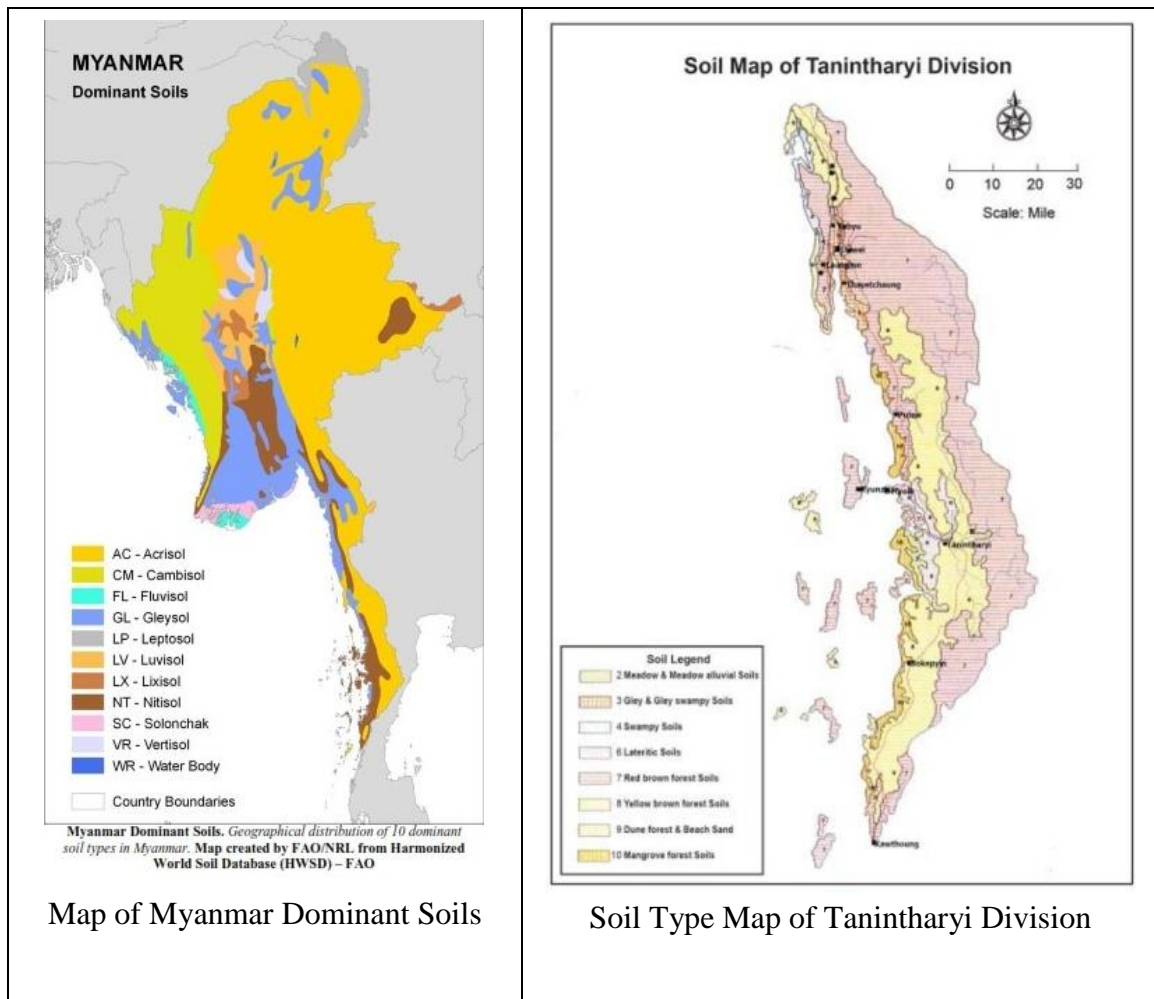 MYANMAR
Dominant Soils
AC - Acrisol
CM - Cambisol
FL - Fluvisol
GL - Gleysol
LP - Leptosol
LV - Luvisol
LX - Lixisol
NT - Nitisol
SC - Solonchak
VR - Vertisol
WR - Water Body
Country Boundaries
Myanmar Dominant Soils. Geographical distribution of 10 dominant
soil types in Myanmar. Map created by FAO/NRL from Harmonized
World Soil Database (HWSD) – FAO
Map of Myanmar Dominant Soils
Soil Map of Tanintharyi Division
0 10 20 30
Scale: Mile
Yebyu
Launglon
Thayetchaung
Palaw
Tanintharyi
Bokepyin
Kawthoung
Soil Legend
2 Meadow & Meadow alluvial Soils
3 Gley & Gley swampy Soils
4 Swampy Soils
6 Lateritic Soils
7 Red brown forest Soils
8 Yellow brown forest Soils
9 Dune forest & Beach Sand
10 Mangrove forest Soils
Soil Type Map of Tanintharyi Division